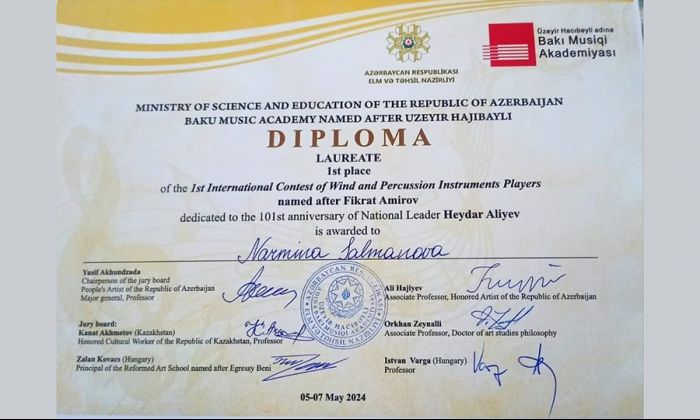 Üzeyir Hacıbəyli adına
Bakı Musiqi
Akademiyası
AZƏRBAYCAN RESPUBLİKASI
ELM VƏ TƏHSİL NAZİRLİYİ
MINISTRY OF SCIENCE AND EDUCATION OF THE REPUBLIC OF AZERBAIJAN
BAKU MUSIC ACADEMY NAMED AFTER UZEYIR HAJIBAYLI
DIPLOMA
LAUREATE
1st place
of the 1st International Contest of Wind and Percussion Instruments Players
named after Fikrat Amirov
dedicated to the 101st anniversary of National Leader Heydar Aliyev
is awarded to
Narmina Salmanova
Yusif Akhundzada
Chairperson of the jury board
People's Artist of the Republic of Azerbaijan
Major general, Professor
Ali Hajiyev
Associate Professor, Honored Artist of the Republic of Azerbaijan
Jury board:
Kanat Akhmetov (Kazakhstan)
Honored Cultural Worker of the Republic of Kazakhstan, Professor
Orkhan Zeynalli
Associate Professor, Doctor of art studies philosophy
Zalan Kovacs (Hungary)
Principal of the Reformed Art School named after Egressy Beni
Istvan Varga (Hungary)
Professor
05-07 May 2024